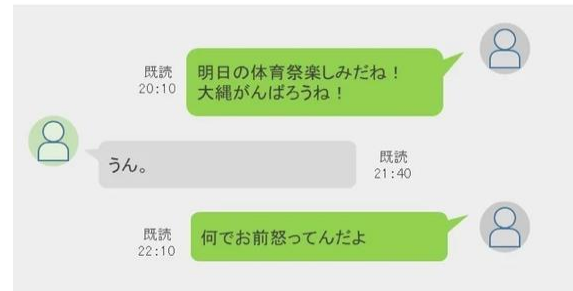 既読
20:10
明日の体育祭楽しみだね！
大縄がんばろうね！
うん。
既読
21:40
既読
22:10
何でお前怒ってんだよ